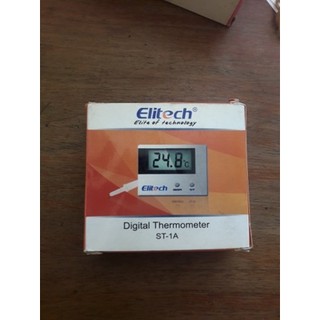 Elitech®
Elite of technology
24.8°C
Elitech
Digital Thermometer
ST-1A